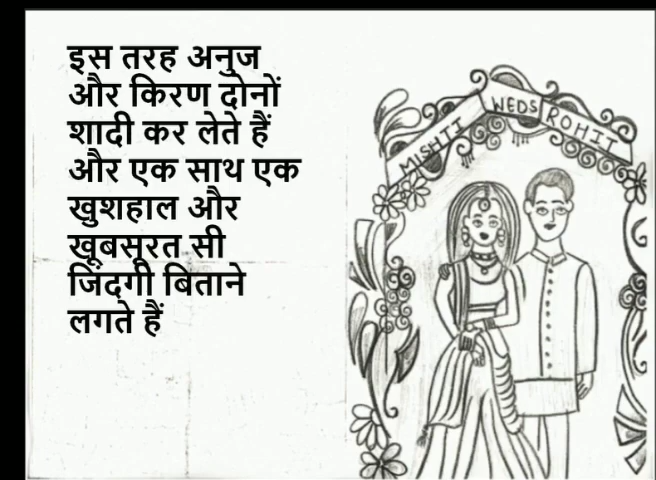 इस तरह अनुज
और किरण दोनों
शादी कर लेते हैं
और एक साथ एक
खुशहाल और
खूबसूरत सी
जिंदगी बिताने
लगते हैं
MISHTI WEDS ROHIT